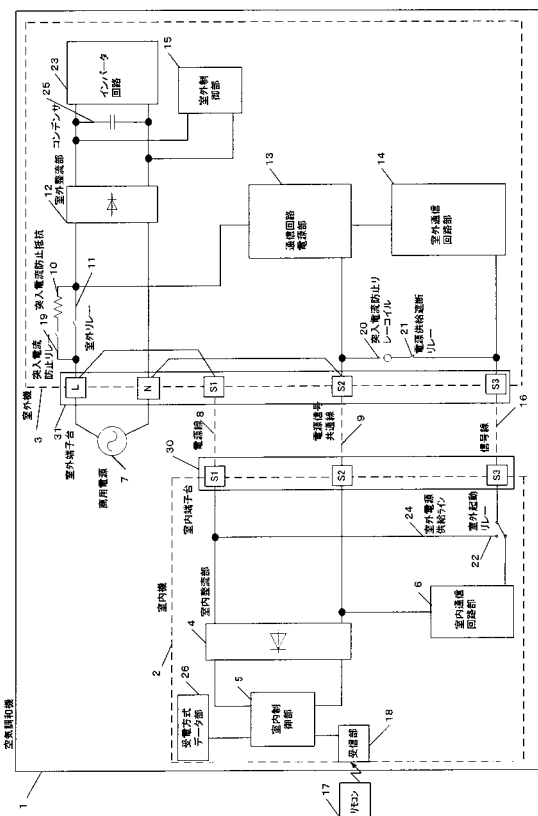 空気調和機
1
室外機
3
31
室外端子台
商用電源
7
L
N
S1
S2
S3
突入電流
防止リレー
19
突入電流防止抵抗
10
11
室外リレー
12
室外整流部
コンデンサ
25
23
インバータ
回路
15
室外制
御部
13
通信回路
電源部
14
室外通信
回路部
20
突入電流防止リ
レーコイル
21
電源供給遮断
リレー
電源線
8
電源信号
共通線
9
信号線
16
室内機
2
30
室内端子台
S1
S2
S3
24
室外電源
供給ライン
室外起動
リレー
22
室内整流部
4
6
室内通信
回路部
26
受電方式
データ部
5
室内制
御部
受信部
18
17
リモコン